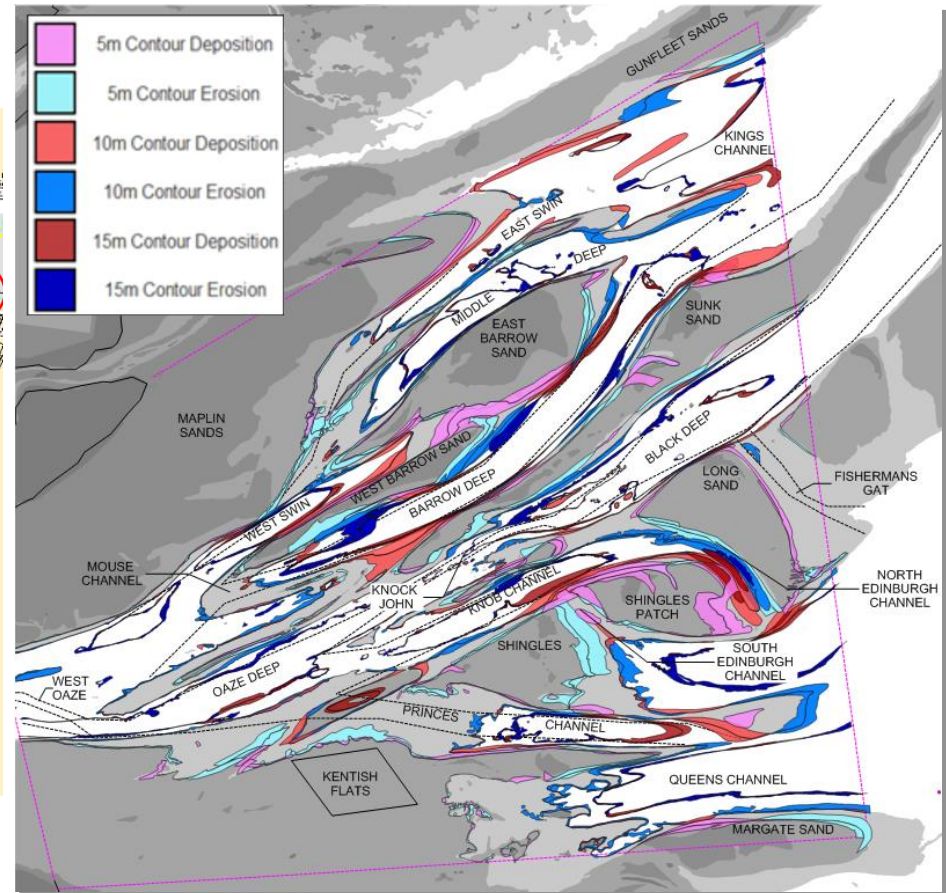 5m Contour Deposition
5m Contour Erosion
10m Contour Deposition
10m Contour Erosion
15m Contour Deposition
15m Contour Erosion
GUNFLEET SANDS
KINGS
CHANNEL
EAST SWIN
MIDDLE DEEP
EAST
BARROW
SAND
SUNK
SAND
MAPLIN
SANDS
WEST BARROW SAND
BARROW DEEP
BLACK DEEP
LONG
SAND
FISHERMANS
GAT
WEST SWIN
MOUSE
CHANNEL
KNOCK
JOHN
KNOB CHANNEL
SHINGLES
PATCH
NORTH
EDINBURGH
CHANNEL
SHINGLES
SOUTH
EDINBURGH
CHANNEL
OAZE DEEP
WEST
OAZE
PRINCES CHANNEL
KENTISH
FLATS
QUEENS CHANNEL
MARGATE SAND